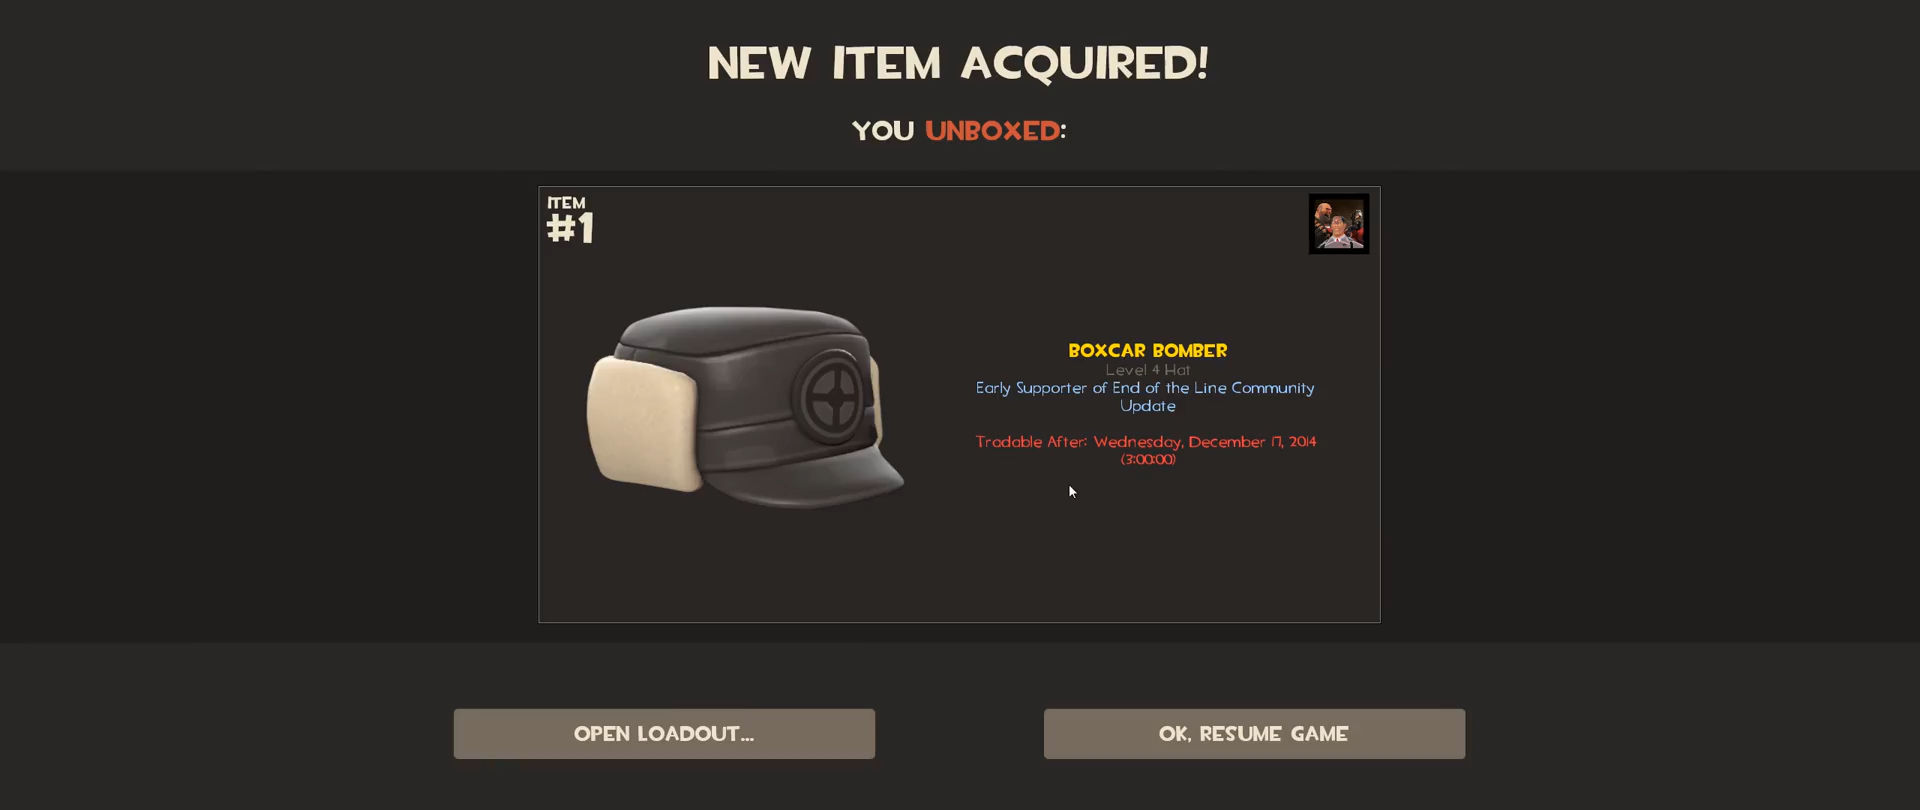 NEW ITEM ACQUIRED!
YOU UNBOXED:
ITEM
#1
BOXCAR BOMBER
Level 4 Hat
Early Supporter of End of the Line Community
Update
Tradable After: Wednesday, December 17, 2014
(3:00:00)
OPEN LOADOUT...
OK, RESUME GAME